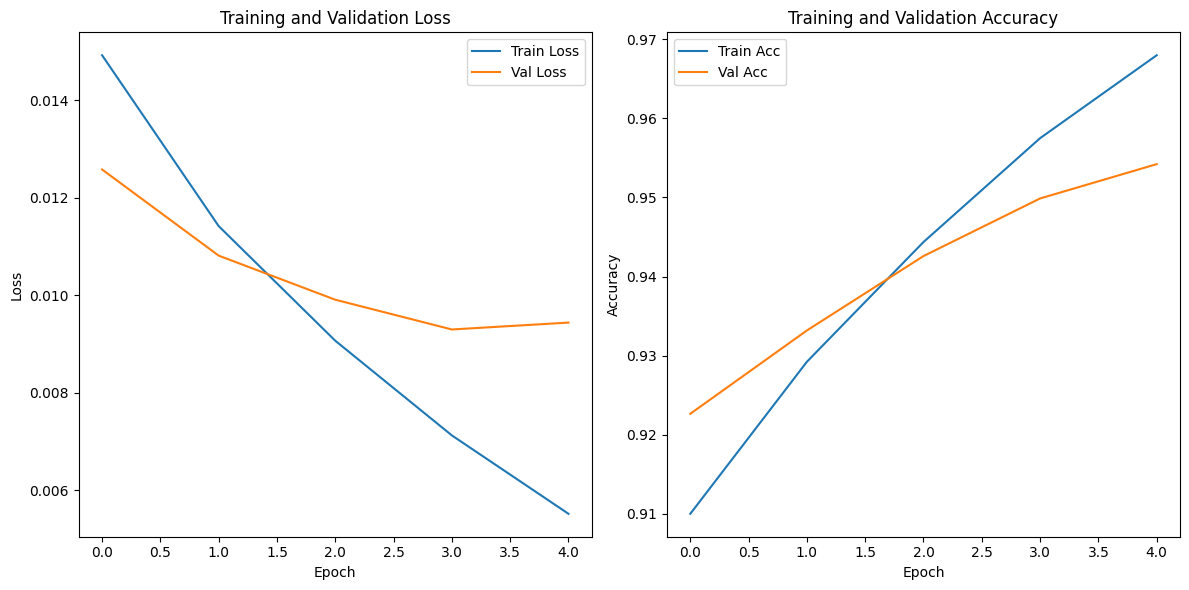 Training and Validation Loss
Train Loss
Val Loss
0.014
0.012
0.010
0.008
0.006
Loss
0.0 0.5 1.0 1.5 2.0 2.5 3.0 3.5 4.0
Epoch
Training and Validation Accuracy
Train Acc
Val Acc
0.97
0.96
0.95
0.94
0.93
0.92
0.91
Accuracy
0.0 0.5 1.0 1.5 2.0 2.5 3.0 3.5 4.0
Epoch